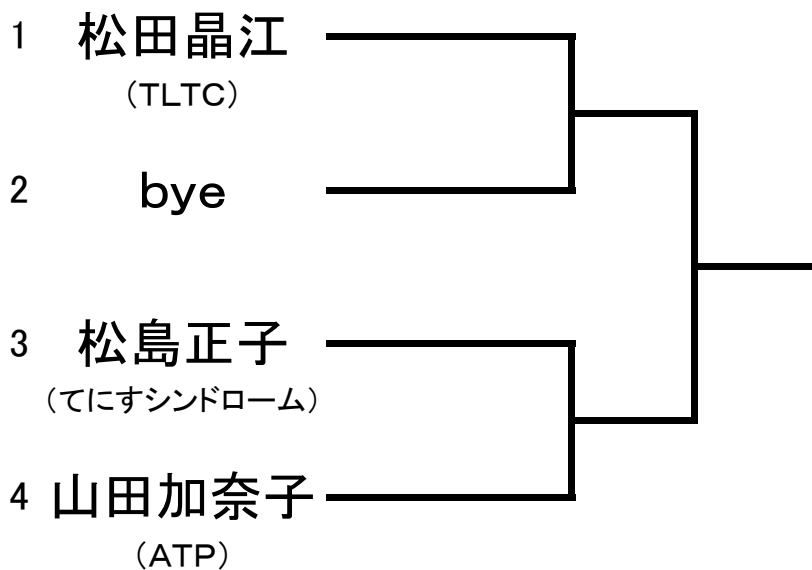 1 松田晶江
（TLTC）
2 bye
3 松島正子
（てにすシンドローム）
4 山田加奈子
（ATP）